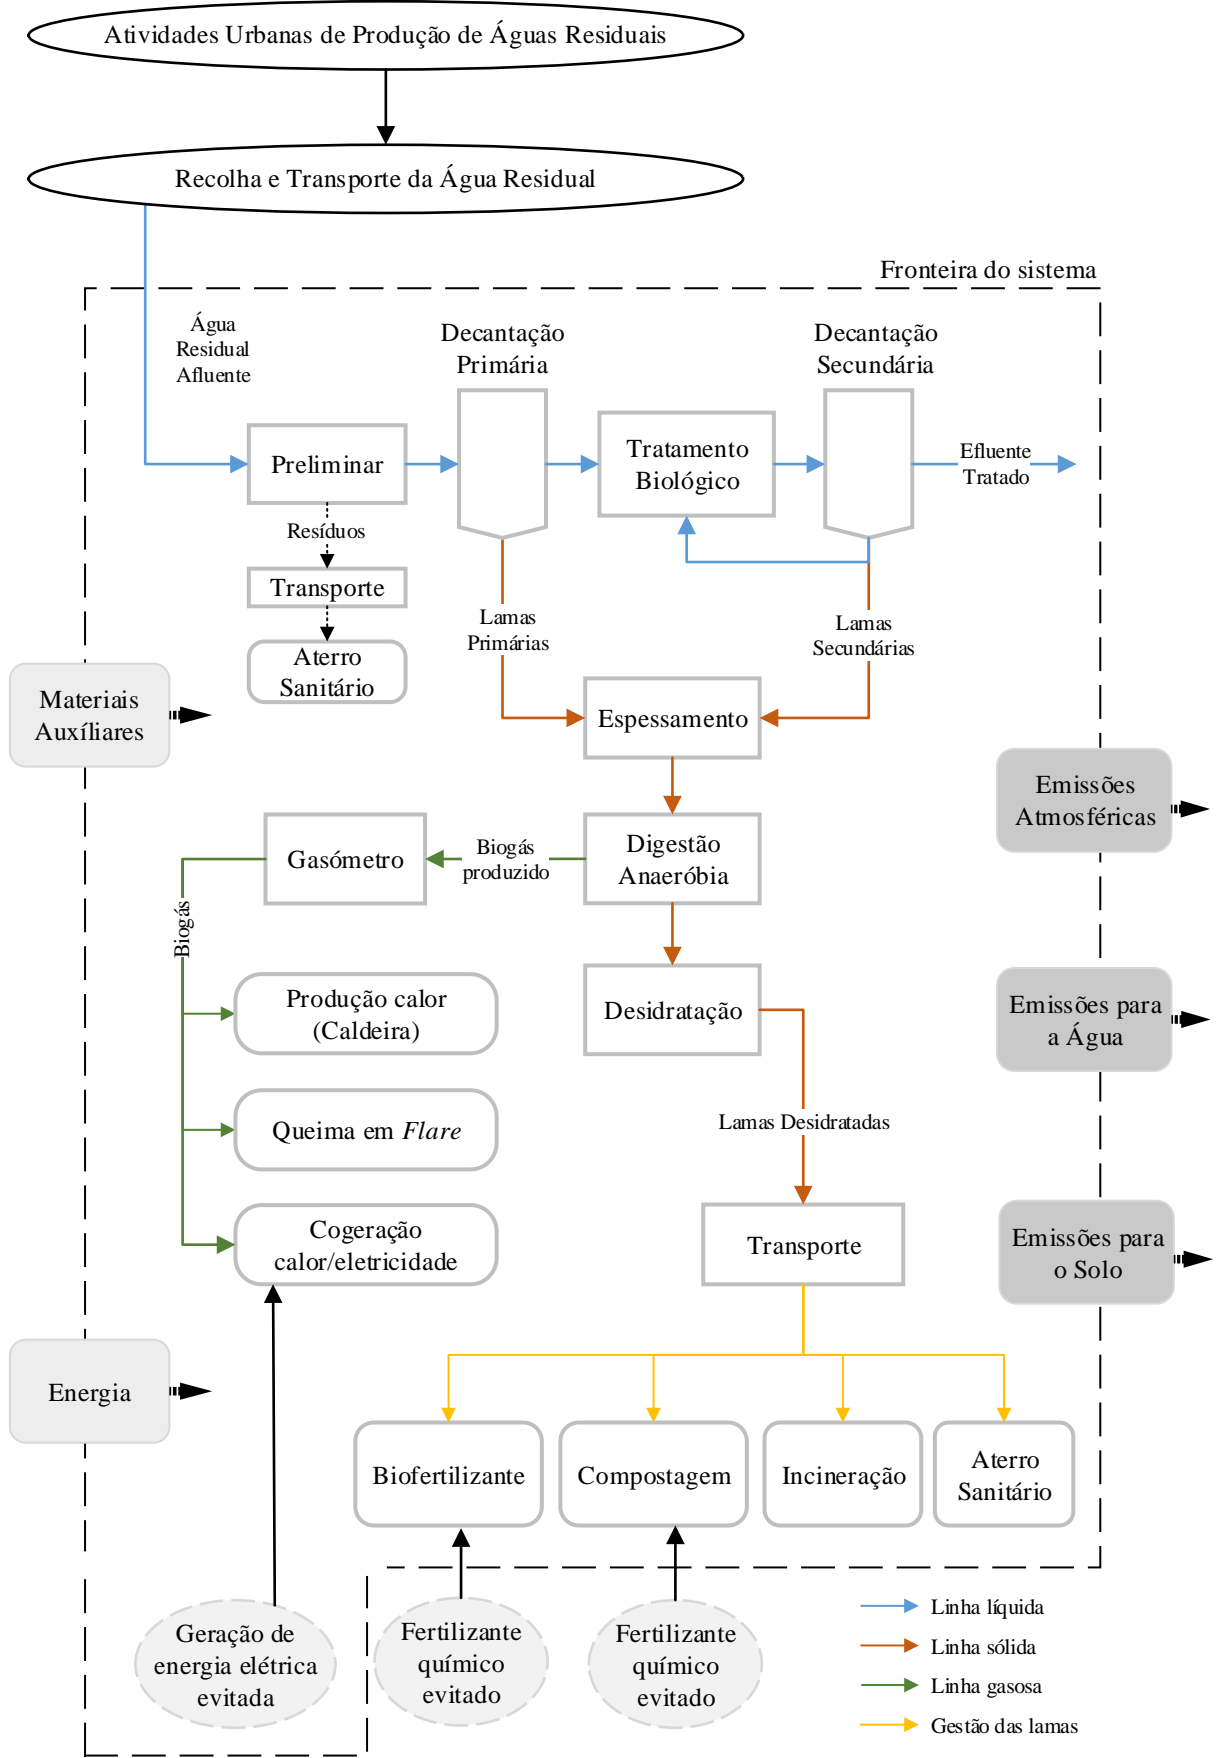 Atividades Urbanas de Produção de Águas Residuais
Recolha e Transporte da Água Residual
Fronteira do sistema
Água
Residual
Afluente
Decantação
Primária
Decantação
Secundária
Preliminar
Tratamento
Biológico
Efluente
Tratado
Resíduos
Transporte
Aterro
Sanitário
Lamas
Primárias
Lamas
Secundárias
Materiais
Auxíliares
Espessamento
Emissões
Atmosféricas
Gasómetro
Biogás
produzido
Digestão
Anaeróbia
Biogás
Produção calor
(Caldeira)
Desidratação
Emissões para
a Água
Queima em Flare
Lamas Desidratadas
Cogeração
calor/eletricidade
Transporte
Emissões para
o Solo
Energia
Biofertilizante
Compostagem
Incineração
Aterro
Sanitário
Geração de
energia elétrica
evitada
Fertilizante
químico
evitado
Fertilizante
químico
evitado
Linha líquida
Linha sólida
Linha gasosa
Gestão das lamas